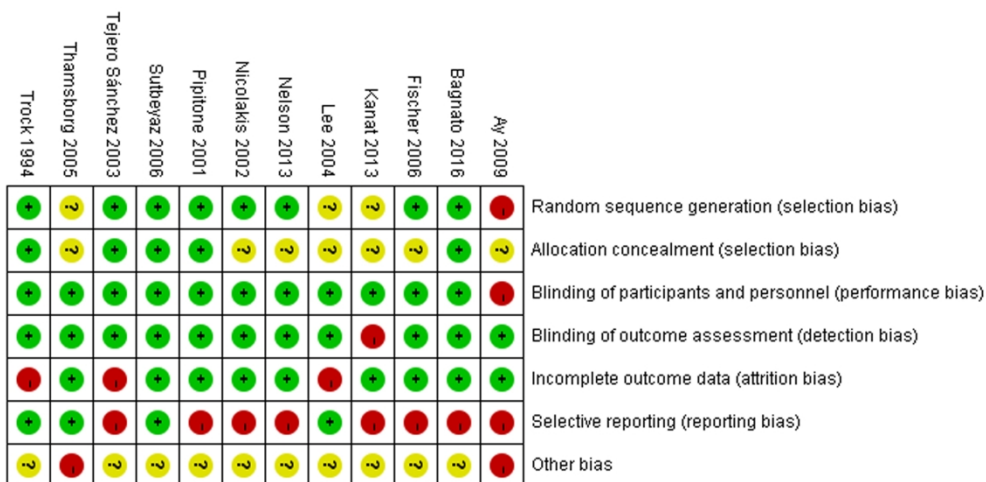 Trock 1994
Thamsborg 2005
Tejero Sánchez 2003
Sutbeyaz 2006
Pipitone 2001
Nicolakis 2002
Nelson 2013
Lee 2004
Kanat 2013
Fischer 2006
Bagnato 2016
Ay 2009
+ ? + + + + + ? ? + + - Random sequence generation (selection bias)
+ ? + + + ? ? ? ? ? + ? Allocation concealment (selection bias)
+ + + + + + + + + + + - Blinding of participants and personnel (performance bias)
+ + + + + + + + - + + + Blinding of outcome assessment (detection bias)
- + - + + + + - + + + + Incomplete outcome data (attrition bias)
+ + - + - - - + - - - - Selective reporting (reporting bias)
? - ? ? ? ? ? ? ? ? ? - Other bias